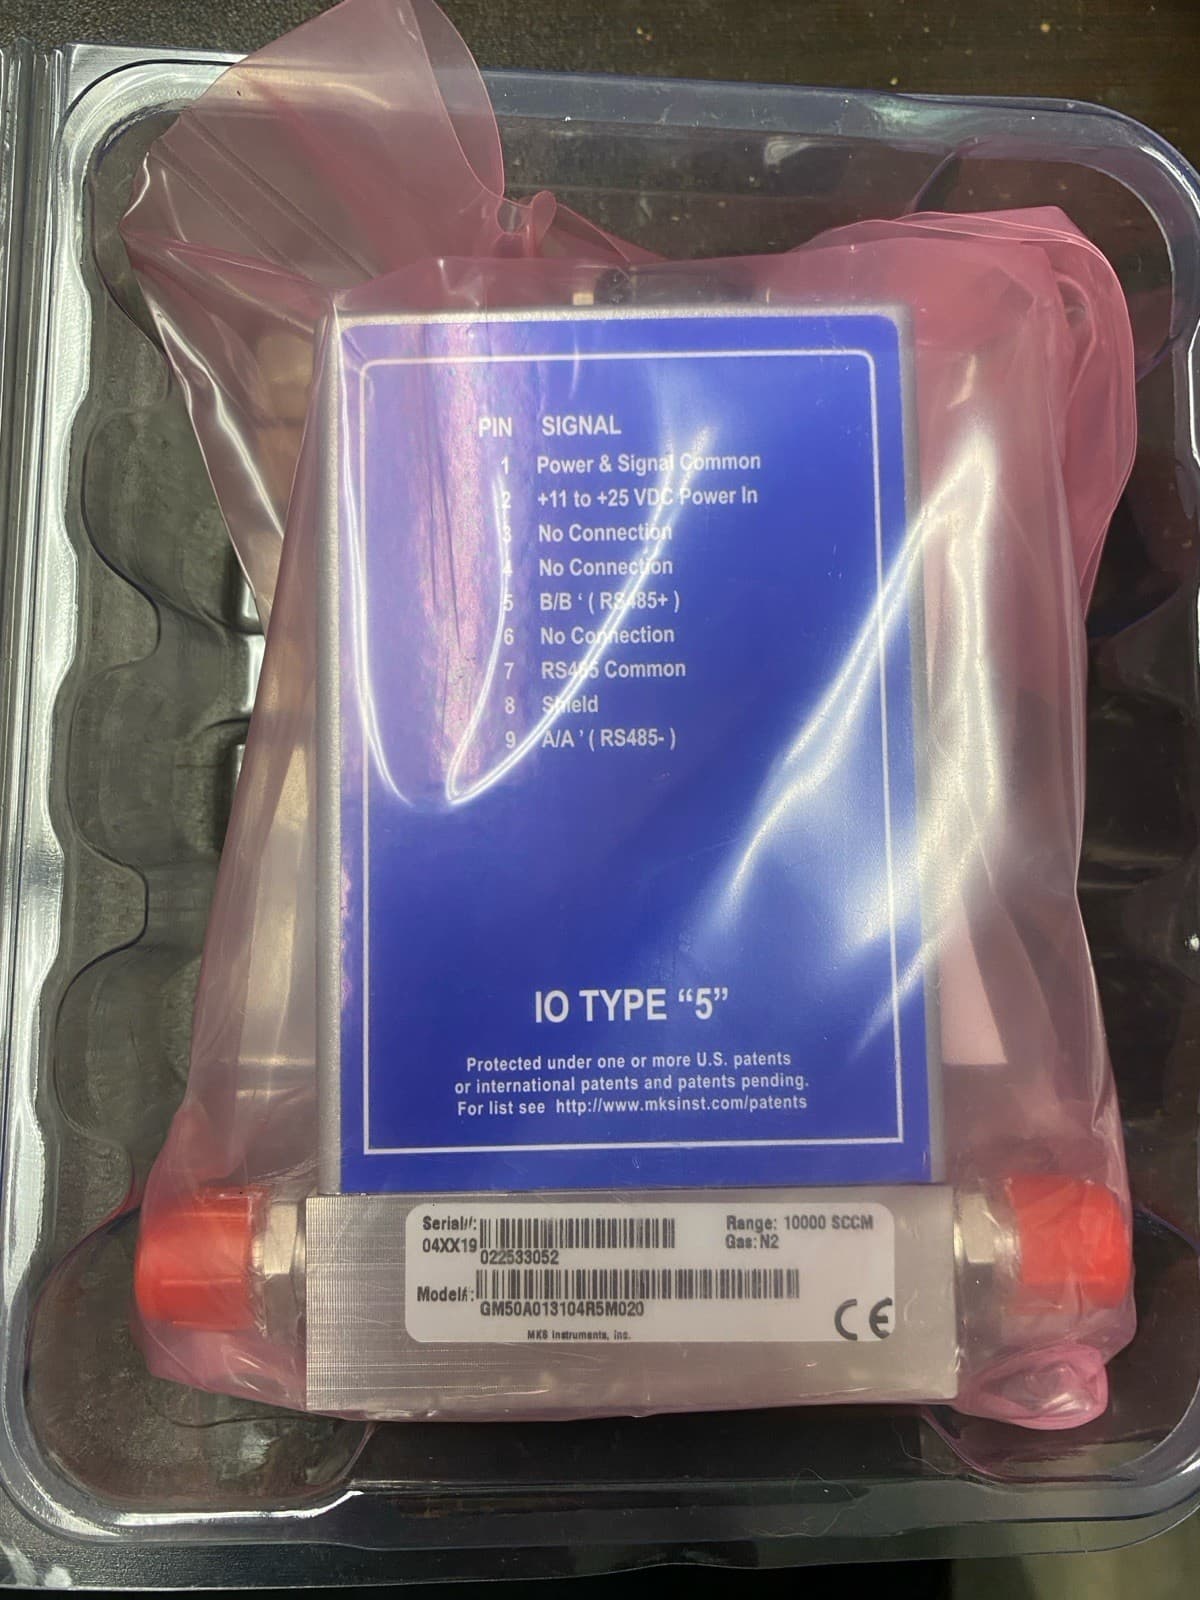 PIN SIGNAL
1 Power & Signal Common
2 +11 to +25 VDC Power In
3 No Connection
4 No Connection
5 B/B ‘ ( RS485+ )
6 No Connection
7 RS485 Common
8 Shield
9 A/A ’ ( RS485- )
IO TYPE “5”
Protected under one or more U.S. patents
or international patents and patents pending.
For list see http://www.mksinst.com/patents
Serial#: Range: 10000 SCCM
04XX19 Gas: N2
022533052
Model#:
GM50A013104R5M020
MKS Instruments, Inc.
CE